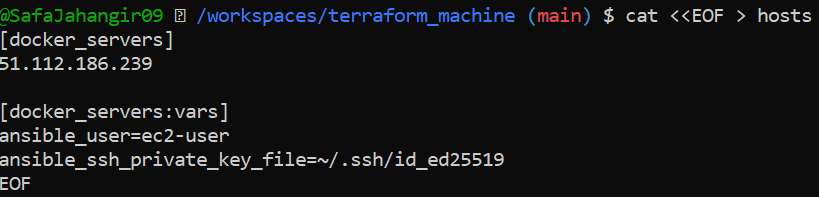 @SafaJahangir09 /workspaces/terraform_machine (main) $ cat <<EOF > hosts
[docker_servers]
51.112.186.239

[docker_servers:vars]
ansible_user=ec2-user
ansible_ssh_private_key_file=~/.ssh/id_ed25519
EOF